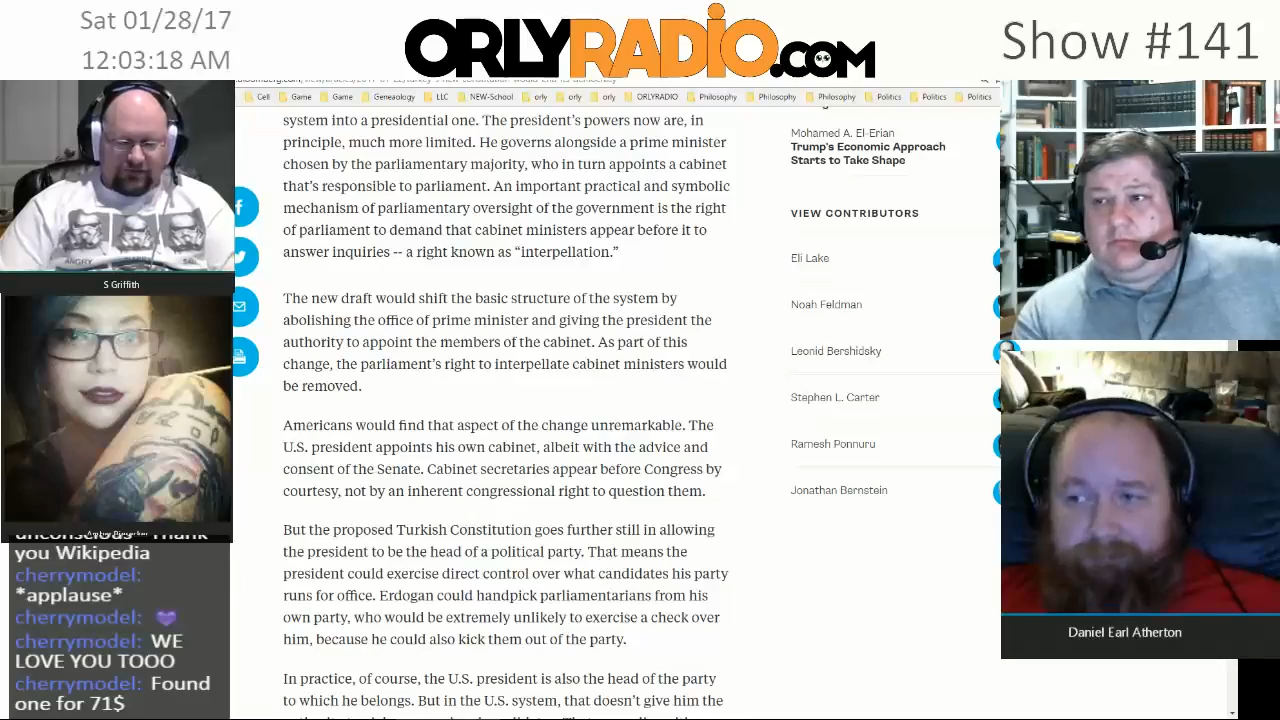 Sat 01/28/17
12:03:18 AM
ORLYRADIO.COM
Show #141
Cell Game Game Geneaology LLC NEW-School orly orly orly ORLYRADIO Philosophy Philosophy Philosophy Politics Politics Politics
system into a presidential one. The president's powers now are, in
principle, much more limited. He governs alongside a prime minister
chosen by the parliamentary majority, who in turn appoints a cabinet
that's responsible to parliament. An important practical and symbolic
mechanism of parliamentary oversight of the government is the right
of parliament to demand that cabinet ministers appear before it to
answer inquiries -- a right known as “interpellation.”
The new draft would shift the basic structure of the system by
abolishing the office of prime minister and giving the president the
authority to appoint the members of the cabinet. As part of this
change, the parliament's right to interpellate cabinet ministers would
be removed.
Americans would find that aspect of the change unremarkable. The
U.S. president appoints his own cabinet, albeit with the advice and
consent of the Senate. Cabinet secretaries appear before Congress by
courtesy, not by an inherent congressional right to question them.
But the proposed Turkish Constitution goes further still in allowing
the president to be the head of a political party. That means the
president could exercise direct control over what candidates his party
runs for office. Erdogan could handpick parliamentarians from his
own party, who would be extremely unlikely to exercise a check over
him, because he could also kick them out of the party.
In practice, of course, the U.S. president is also the head of the party
to which he belongs. But in the U.S. system, that doesn't give him the
Mohamed A. El-Erian
Trump's Economic Approach
Starts to Take Shape
VIEW CONTRIBUTORS
Eli Lake
Noah Feldman
Leonid Bershidsky
Stephen L. Carter
Ramesh Ponnuru
Jonathan Bernstein
ANGRY
S Griffith
unconscious Thank
you Wikipedia
cherrymodel:
*applause*
cherrymodel:
cherrymodel: WE
LOVE YOU TOOO
cherrymodel: Found
one for 71$
Daniel Earl Atherton